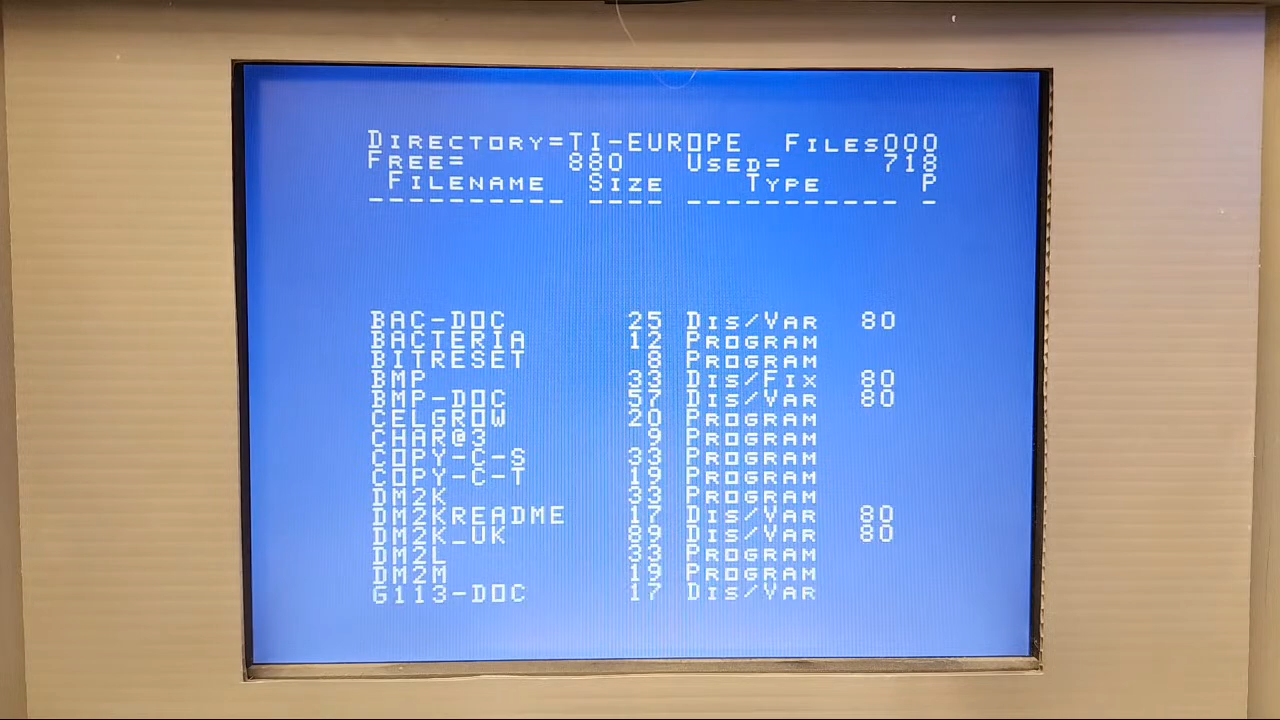 Directory=TI-EUROPE Files000
Free= 880 Used= 718
Filename Size Type P
---------- ---- ----------- -
BAC-DOC 25 Dis/Var 80
BACTERIA 12 Program
BITRESET 8 Program
BMP 33 Dis/Fix 80
BMP-DOC 57 Dis/Var 80
CELGROW 20 Program
CHAR@3 9 Program
COPY-C-S 33 Program
COPY-C-T 19 Program
DM2K 33 Program
DM2KREADME 17 Dis/Var 80
DM2K_UK 89 Dis/Var 80
DM2L 33 Program
DM2M 19 Program
G113-DOC 17 Dis/Var